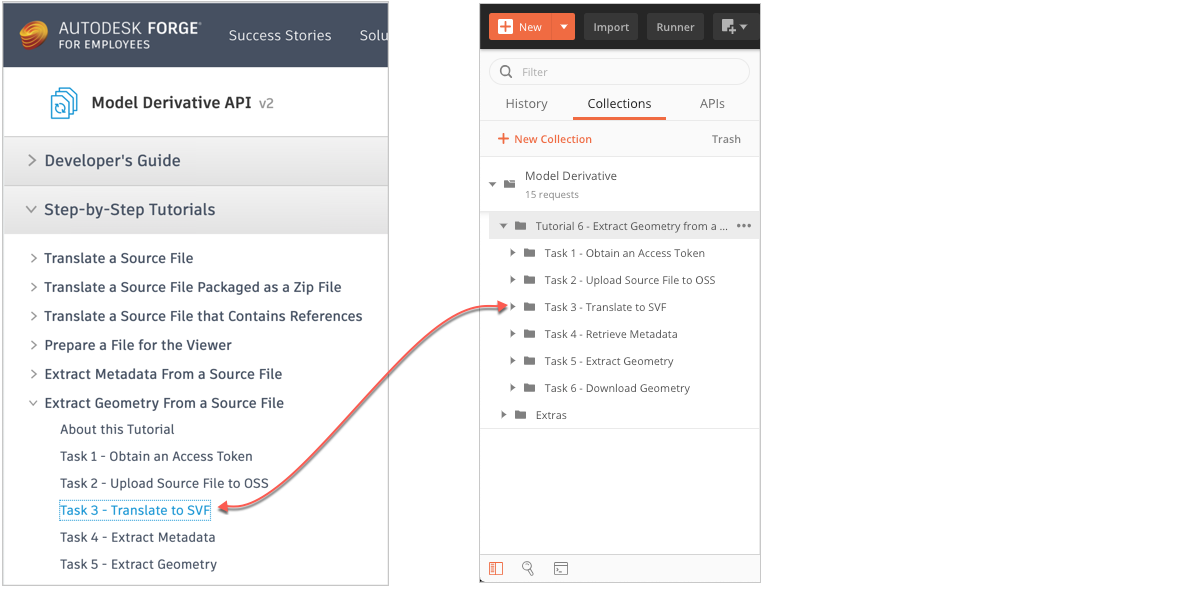 AUTODESK FORGE®
FOR EMPLOYEES
Success Stories
Solu
Model Derivative API v2
Developer's Guide
Step-by-Step Tutorials
Translate a Source File
Translate a Source File Packaged as a Zip File
Translate a Source File that Contains References
Prepare a File for the Viewer
Extract Metadata From a Source File
Extract Geometry From a Source File
About this Tutorial
Task 1 - Obtain an Access Token
Task 2 - Upload Source File to OSS
Task 3 - Translate to SVF
Task 4 - Extract Metadata
Task 5 - Extract Geometry
New
Import
Runner
Filter
History
Collections
APIs
New Collection
Trash
Model Derivative
15 requests
Tutorial 6 - Extract Geometry from a ...
Task 1 - Obtain an Access Token
Task 2 - Upload Source File to OSS
Task 3 - Translate to SVF
Task 4 - Retrieve Metadata
Task 5 - Extract Geometry
Task 6 - Download Geometry
Extras